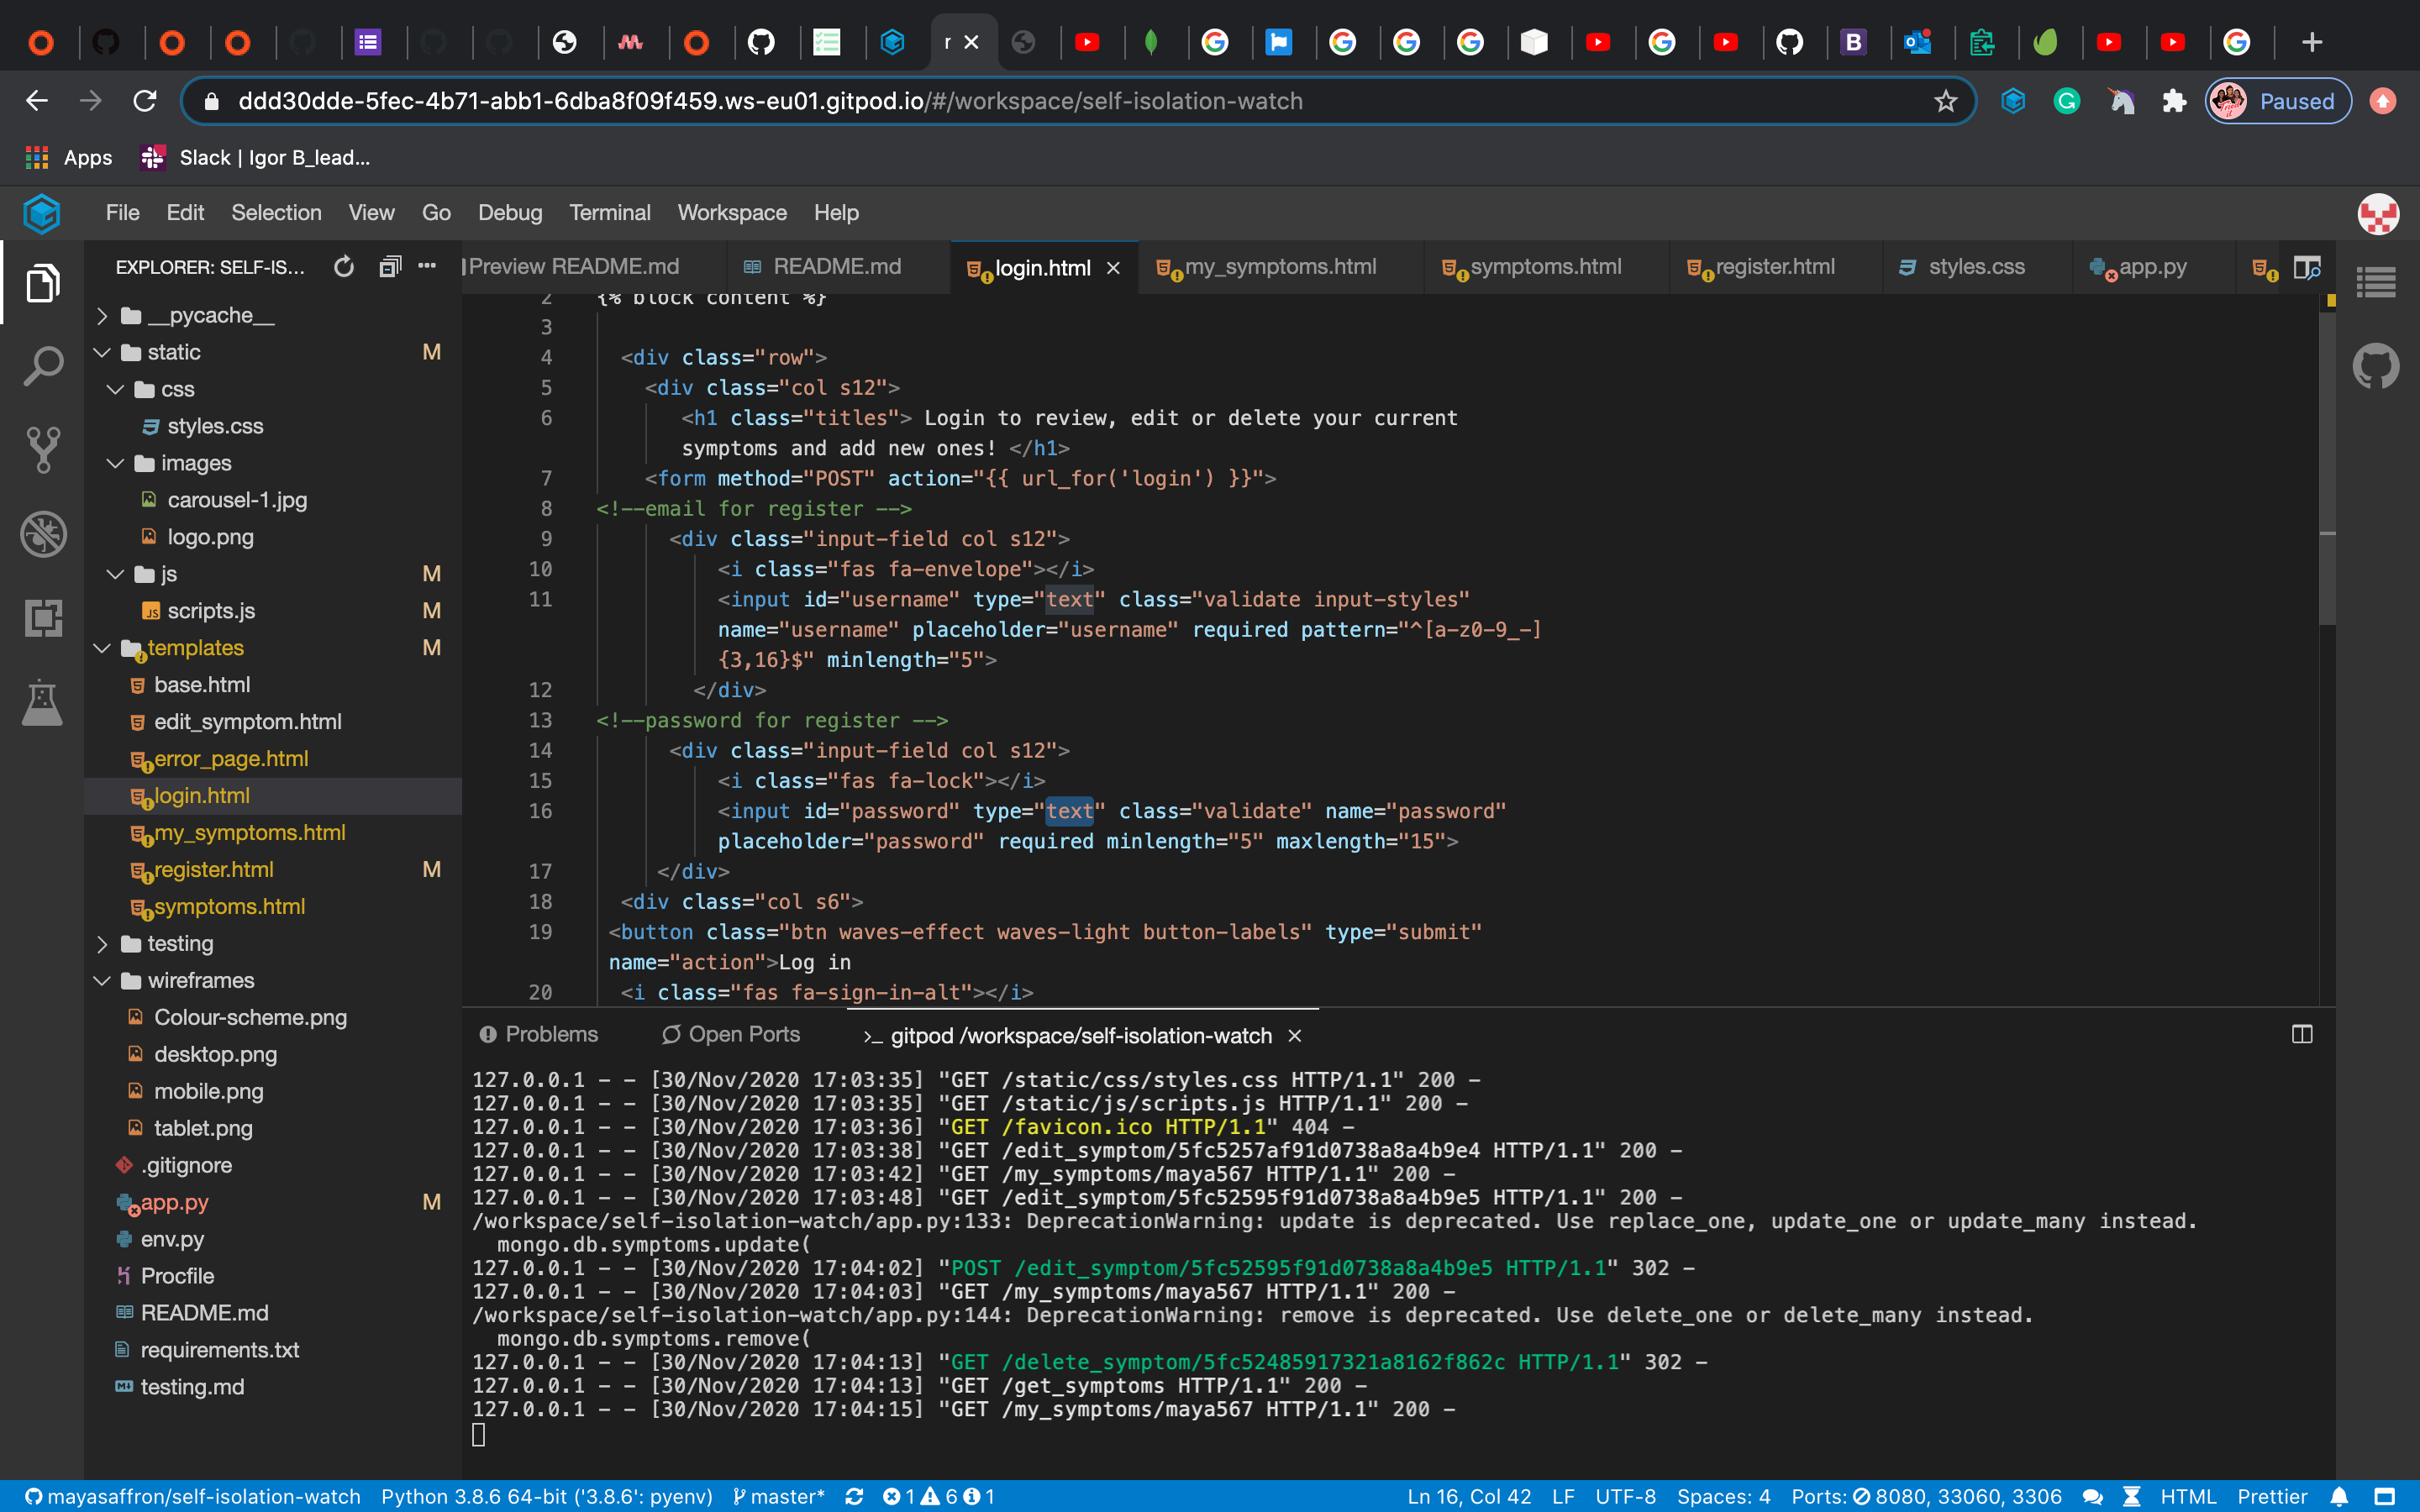 r
ddd30dde-5fec-4b71-abb1-6dba8f09f459.ws-eu01.gitpod.io/#/workspace/self-isolation-watch
Paused
Apps
Slack | Igor B_lead...
File Edit Selection View Go Debug Terminal Workspace Help
EXPLORER: SELF-IS...
__pycache__
static M
css
styles.css
images
carousel-1.jpg
logo.png
js M
scripts.js M
templates M
base.html
edit_symptom.html
error_page.html
login.html
my_symptoms.html
register.html M
symptoms.html
testing
wireframes
Colour-scheme.png
desktop.png
mobile.png
tablet.png
.gitignore
app.py M
env.py
Procfile
README.md
requirements.txt
testing.md
Preview README.md README.md login.html my_symptoms.html symptoms.html register.html styles.css app.py
2 {% block content %}
3
4 <div class="row">
5 <div class="col s12">
6 <h1 class="titles"> Login to review, edit or delete your current
symptoms and add new ones! </h1>
7 <form method="POST" action="{{ url_for('login') }}">
8 <!--email for register -->
9 <div class="input-field col s12">
10 <i class="fas fa-envelope"></i>
11 <input id="username" type="text" class="validate input-styles"
name="username" placeholder="username" required pattern="^[a-z0-9_-]
{3,16}$" minlength="5">
12 </div>
13 <!--password for register -->
14 <div class="input-field col s12">
15 <i class="fas fa-lock"></i>
16 <input id="password" type="text" class="validate" name="password"
placeholder="password" required minlength="5" maxlength="15">
17 </div>
18 <div class="col s6">
19 <button class="btn waves-effect waves-light button-labels" type="submit"
name="action">Log in
20 <i class="fas fa-sign-in-alt"></i>
Problems Open Ports >_ gitpod /workspace/self-isolation-watch
127.0.0.1 - - [30/Nov/2020 17:03:35] "GET /static/css/styles.css HTTP/1.1" 200 -
127.0.0.1 - - [30/Nov/2020 17:03:35] "GET /static/js/scripts.js HTTP/1.1" 200 -
127.0.0.1 - - [30/Nov/2020 17:03:36] "GET /favicon.ico HTTP/1.1" 404 -
127.0.0.1 - - [30/Nov/2020 17:03:38] "GET /edit_symptom/5fc5257af91d0738a8a4b9e4 HTTP/1.1" 200 -
127.0.0.1 - - [30/Nov/2020 17:03:42] "GET /my_symptoms/maya567 HTTP/1.1" 200 -
127.0.0.1 - - [30/Nov/2020 17:03:48] "GET /edit_symptom/5fc52595f91d0738a8a4b9e5 HTTP/1.1" 200 -
/workspace/self-isolation-watch/app.py:133: DeprecationWarning: update is deprecated. Use replace_one, update_one or update_many instead.
mongo.db.symptoms.update(
127.0.0.1 - - [30/Nov/2020 17:04:02] "POST /edit_symptom/5fc52595f91d0738a8a4b9e5 HTTP/1.1" 302 -
127.0.0.1 - - [30/Nov/2020 17:04:03] "GET /my_symptoms/maya567 HTTP/1.1" 200 -
/workspace/self-isolation-watch/app.py:144: DeprecationWarning: remove is deprecated. Use delete_one or delete_many instead.
mongo.db.symptoms.remove(
127.0.0.1 - - [30/Nov/2020 17:04:13] "GET /delete_symptom/5fc52485917321a8162f862c HTTP/1.1" 302 -
127.0.0.1 - - [30/Nov/2020 17:04:13] "GET /get_symptoms HTTP/1.1" 200 -
127.0.0.1 - - [30/Nov/2020 17:04:15] "GET /my_symptoms/maya567 HTTP/1.1" 200 -
mayasaffron/self-isolation-watch Python 3.8.6 64-bit ('3.8.6': pyenv) master* 1 6 1 Ln 16, Col 42 LF UTF-8 Spaces: 4 Ports: 8080, 33060, 3306 HTML Prettier